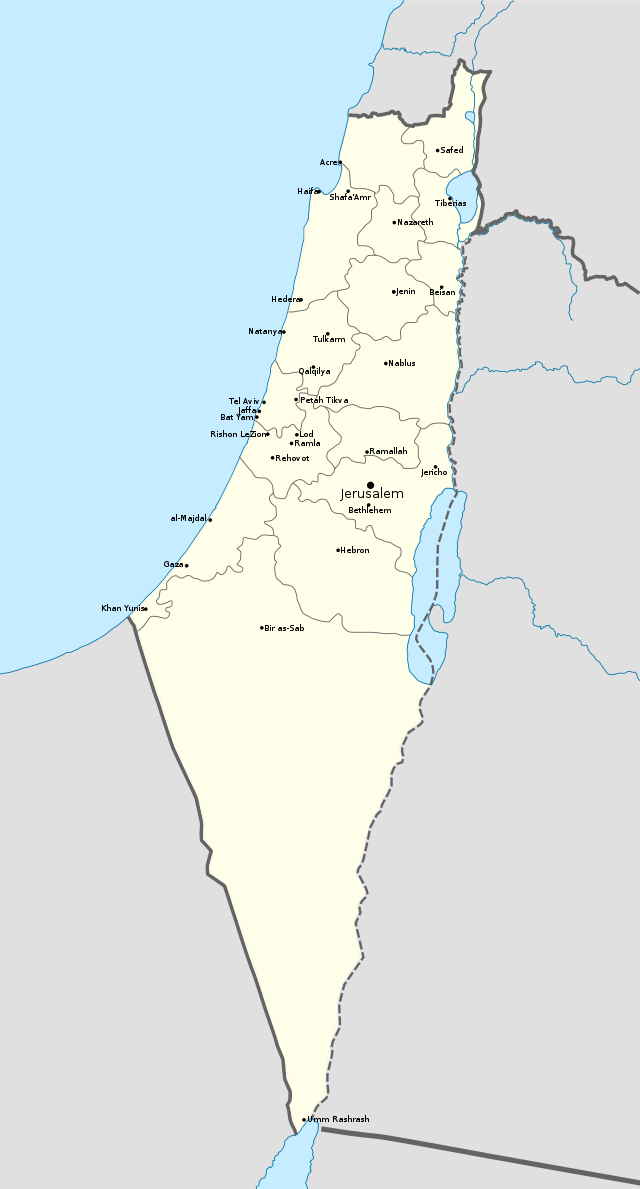 Safed
Acre
Haifa
Shafa'Amr
Tiberias
Nazareth
Jenin
Beisan
Hedera
Natanya
Tulkarm
Nablus
Qalqilya
Petah Tikva
Tel Aviv
Jaffa
Bat Yam
Rishon LeZion
Lod
Ramla
Ramallah
Rehovot
Jericho
Jerusalem
Bethlehem
al-Majdal
Hebron
Gaza
Khan Yunis
Bir as-Sab
Umm Rashrash